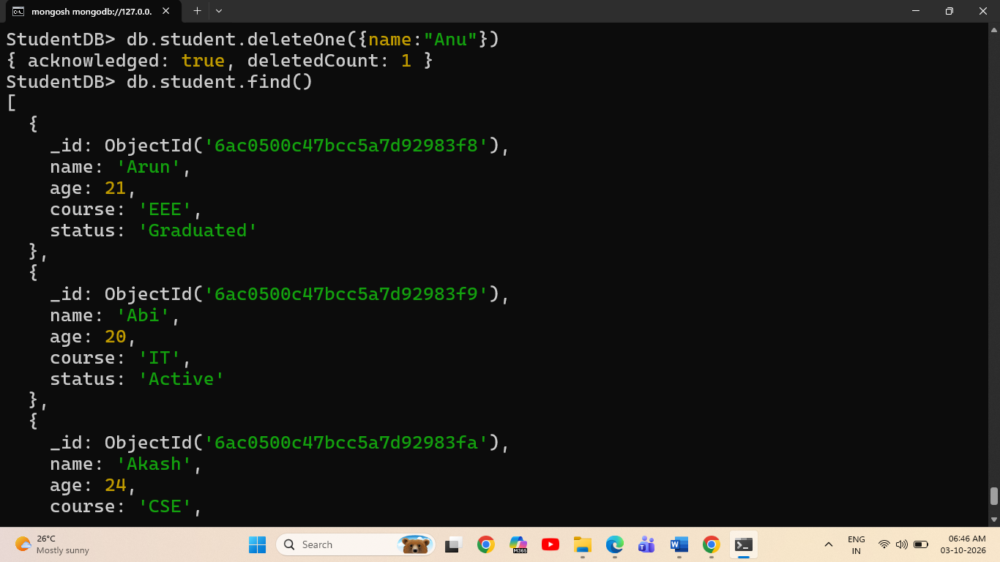 mongosh mongodb://127.0.0.
StudentDB> db.student.deleteOne({name:"Anu"})
{ acknowledged: true, deletedCount: 1 }
StudentDB> db.student.find()
[
  {
    _id: ObjectId('6ac0500c47bcc5a7d92983f8'),
    name: 'Arun',
    age: 21,
    course: 'EEE',
    status: 'Graduated'
  },
  {
    _id: ObjectId('6ac0500c47bcc5a7d92983f9'),
    name: 'Abi',
    age: 20,
    course: 'IT',
    status: 'Active'
  },
  {
    _id: ObjectId('6ac0500c47bcc5a7d92983fa'),
    name: 'Akash',
    age: 24,
    course: 'CSE',
26°C
Mostly sunny
Search
M365
ENG
IN
06:46 AM
03-10-2026